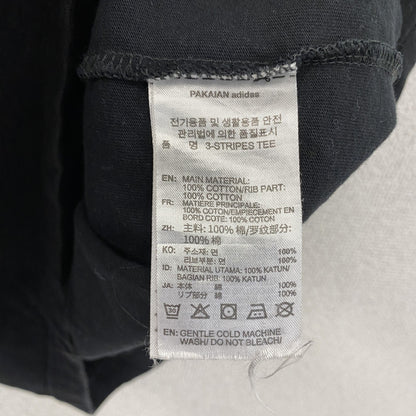 PAKAIAN adidas
전기용품 및 생활용품 안전
관리법에 의한 품질표시
품 명 3-STRIPES TEE
EN: MAIN MATERIAL:
100% COTTON/RIB PART:
100% COTTON
FR: MATIERE PRINCIPALE:
100% COTON/EMPIECEMENT EN
BORD COTE: 100% COTON
ZH: 主料: 100% 棉/罗纹部分:
100% 棉
KO: 주소재: 면 100%
리브부분: 면 100%
ID: MATERIAL UTAMA: 100% KATUN/
BAGIAN RIB: 100% KATUN
JA: 本体 綿 100%
リブ部分 綿 100%
30
EN: GENTLE COLD MACHINE
WASH/ DO NOT BLEACH/